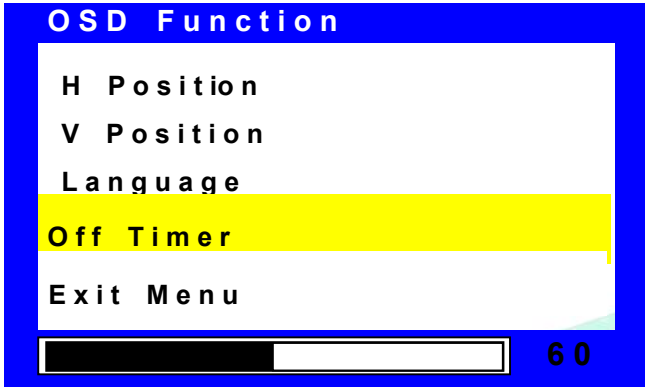 OSD Function
H Position
V Position
Language
Off Timer
Exit Menu
60